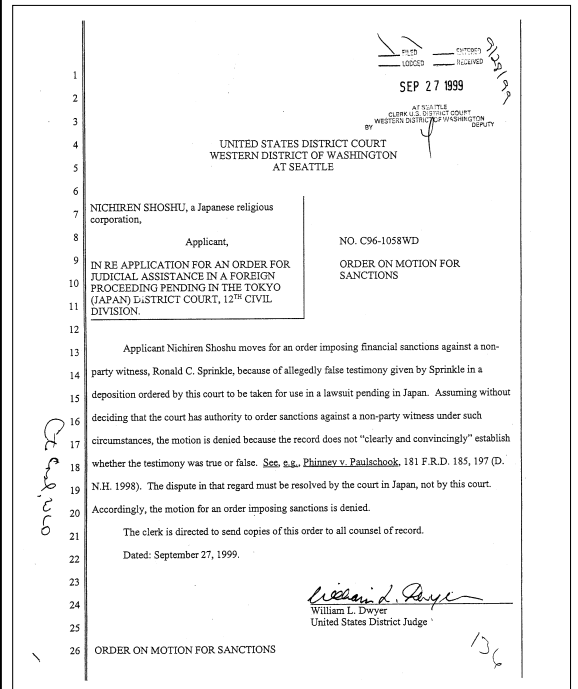 FILED ENTERED
LODGED RECEIVED
9/28/99
SEP 27 1999
AT SEATTLE
CLERK U.S. DISTRICT COURT
WESTERN DISTRICT OF WASHINGTON
BY DEPUTY
1
2
3
4 UNITED STATES DISTRICT COURT
WESTERN DISTRICT OF WASHINGTON
5 AT SEATTLE
6
7 NICHIREN SHOSHU, a Japanese religious
corporation,
8 Applicant, NO. C96-1058WD
9 IN RE APPLICATION FOR AN ORDER FOR ORDER ON MOTION FOR
JUDICIAL ASSISTANCE IN A FOREIGN SANCTIONS
10 PROCEEDING PENDING IN THE TOKYO
(JAPAN) DISTRICT COURT, 12TH CIVIL
11 DIVISION.
12
13 Applicant Nichiren Shoshu moves for an order imposing financial sanctions against a non-
14 party witness, Ronald C. Sprinkle, because of allegedly false testimony given by Sprinkle in a
15 deposition ordered by this court to be taken for use in a lawsuit pending in Japan. Assuming without
16 deciding that the court has authority to order sanctions against a non-party witness under such
17 circumstances, the motion is denied because the record does not "clearly and convincingly" establish
18 whether the testimony was true or false. See, e.g., Phinney v. Paulschook, 181 F.R.D. 185, 197 (D.
19 N.H. 1998). The dispute in that regard must be resolved by the court in Japan, not by this court.
20 Accordingly, the motion for an order imposing sanctions is denied.
21 The clerk is directed to send copies of this order to all counsel of record.
22 Dated: September 27, 1999.
23
24 William L. Dwyer
William L. Dwyer
United States District Judge
25
26 ORDER ON MOTION FOR SANCTIONS
136